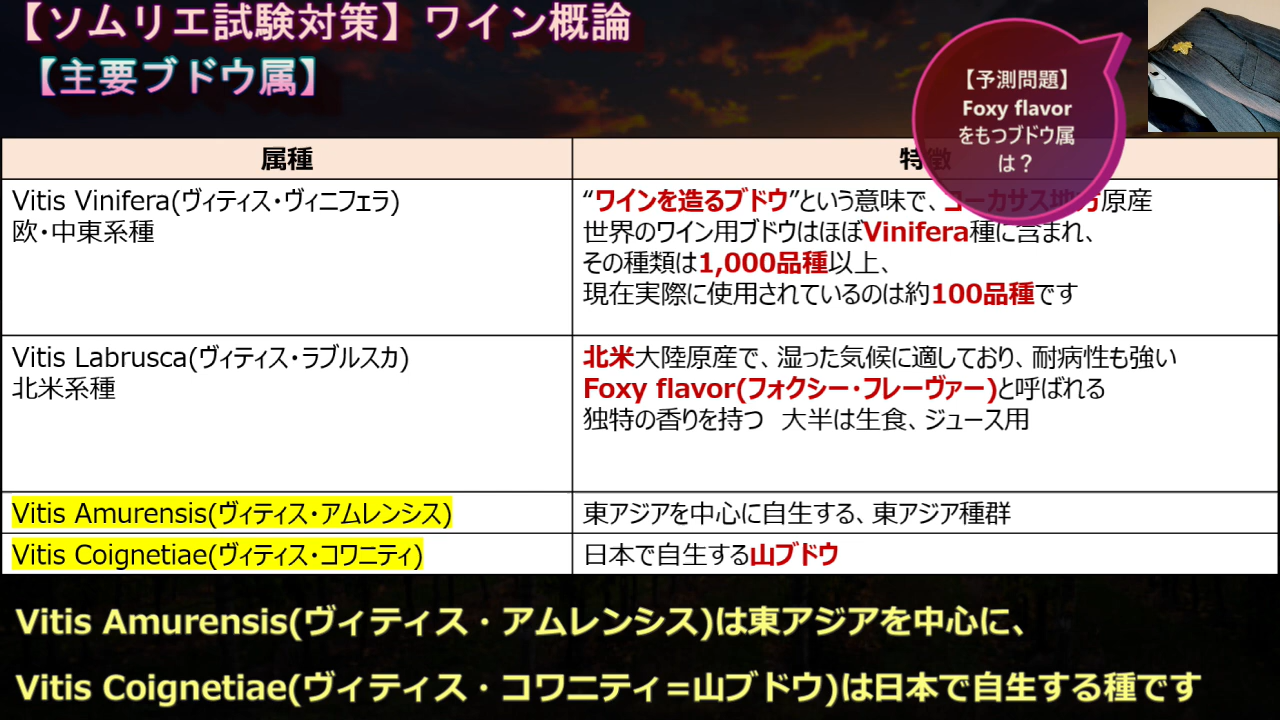 【ソムリエ試験対策】ワイン概論
【主要ブドウ属】
【予測問題】
Foxy flavor
をもつブドウ属
は？
属種
特徴
Vitis Vinifera(ヴィティス・ヴィニフェラ)
欧・中東系種
“ワインを造るブドウ”という意味で、コーカサス地方原産
世界のワイン用ブドウはほぼVinifera種に含まれ、
その種類は1,000品種以上、
現在実際に使用されているのは約100品種です
Vitis Labrusca(ヴィティス・ラブルスカ)
北米系種
北米大陸原産で、湿った気候に適しており、耐病性も強い
Foxy flavor(フォクシー・フレーヴァー)と呼ばれる
独特の香りを持つ　大半は生食、ジュース用
Vitis Amurensis(ヴィティス・アムレンシス)
東アジアを中心に自生する、東アジア種群
Vitis Coignetiae(ヴィティス・コワニティ)
日本で自生する山ブドウ
Vitis Amurensis(ヴィティス・アムレンシス)は東アジアを中心に、
Vitis Coignetiae(ヴィティス・コワニティ=山ブドウ)は日本で自生する種です